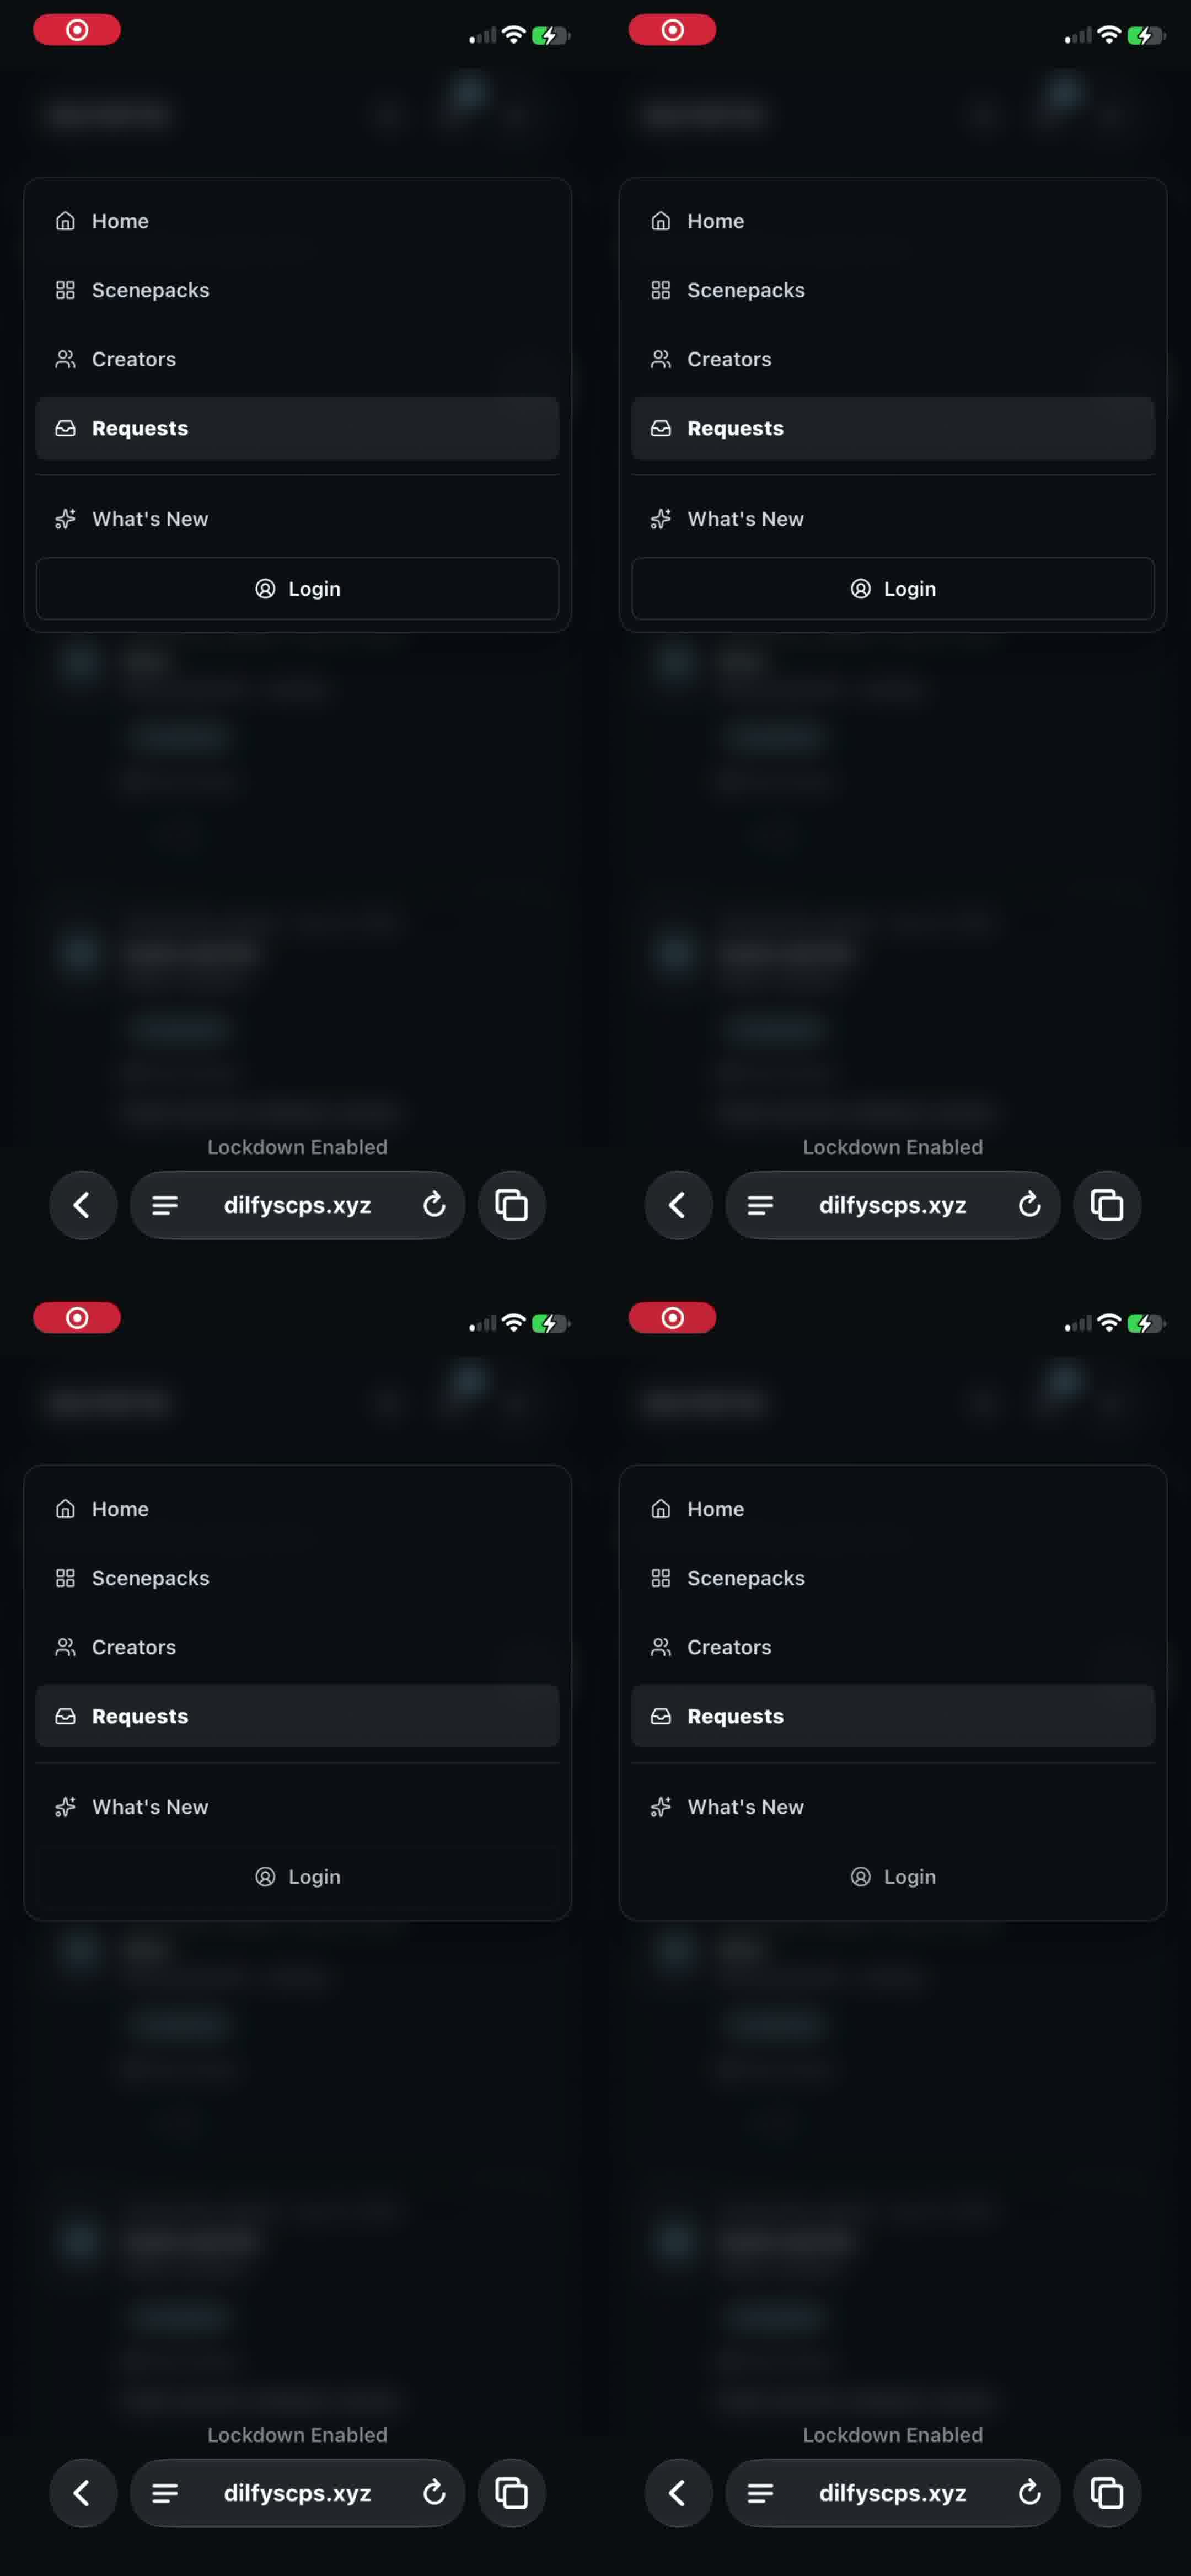 Home
Scenepacks
Creators
Requests
What's New
Login
Lockdown Enabled
dilfyscps.xyz
Home
Scenepacks
Creators
Requests
What's New
Login
Lockdown Enabled
dilfyscps.xyz
Home
Scenepacks
Creators
Requests
What's New
Login
Lockdown Enabled
dilfyscps.xyz
Home
Scenepacks
Creators
Requests
What's New
Login
Lockdown Enabled
dilfyscps.xyz